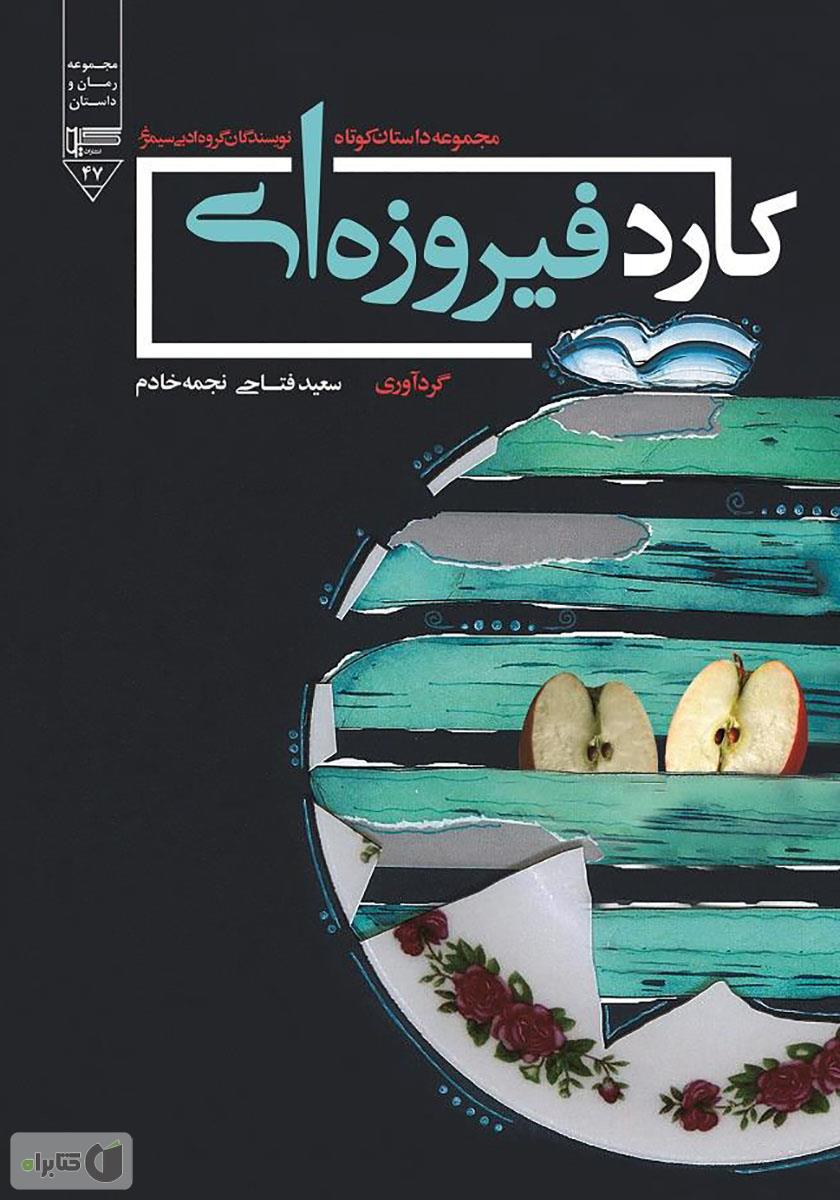 مجموعه
رمان و
داستان
انتشارات
۴۷
مجموعه داستان کوتاه نویسندگان گروه ادبی سیمرغ
کارد فیروزه‌ای
گردآوری سعید فتاحی نجمه خادم
کتابراه